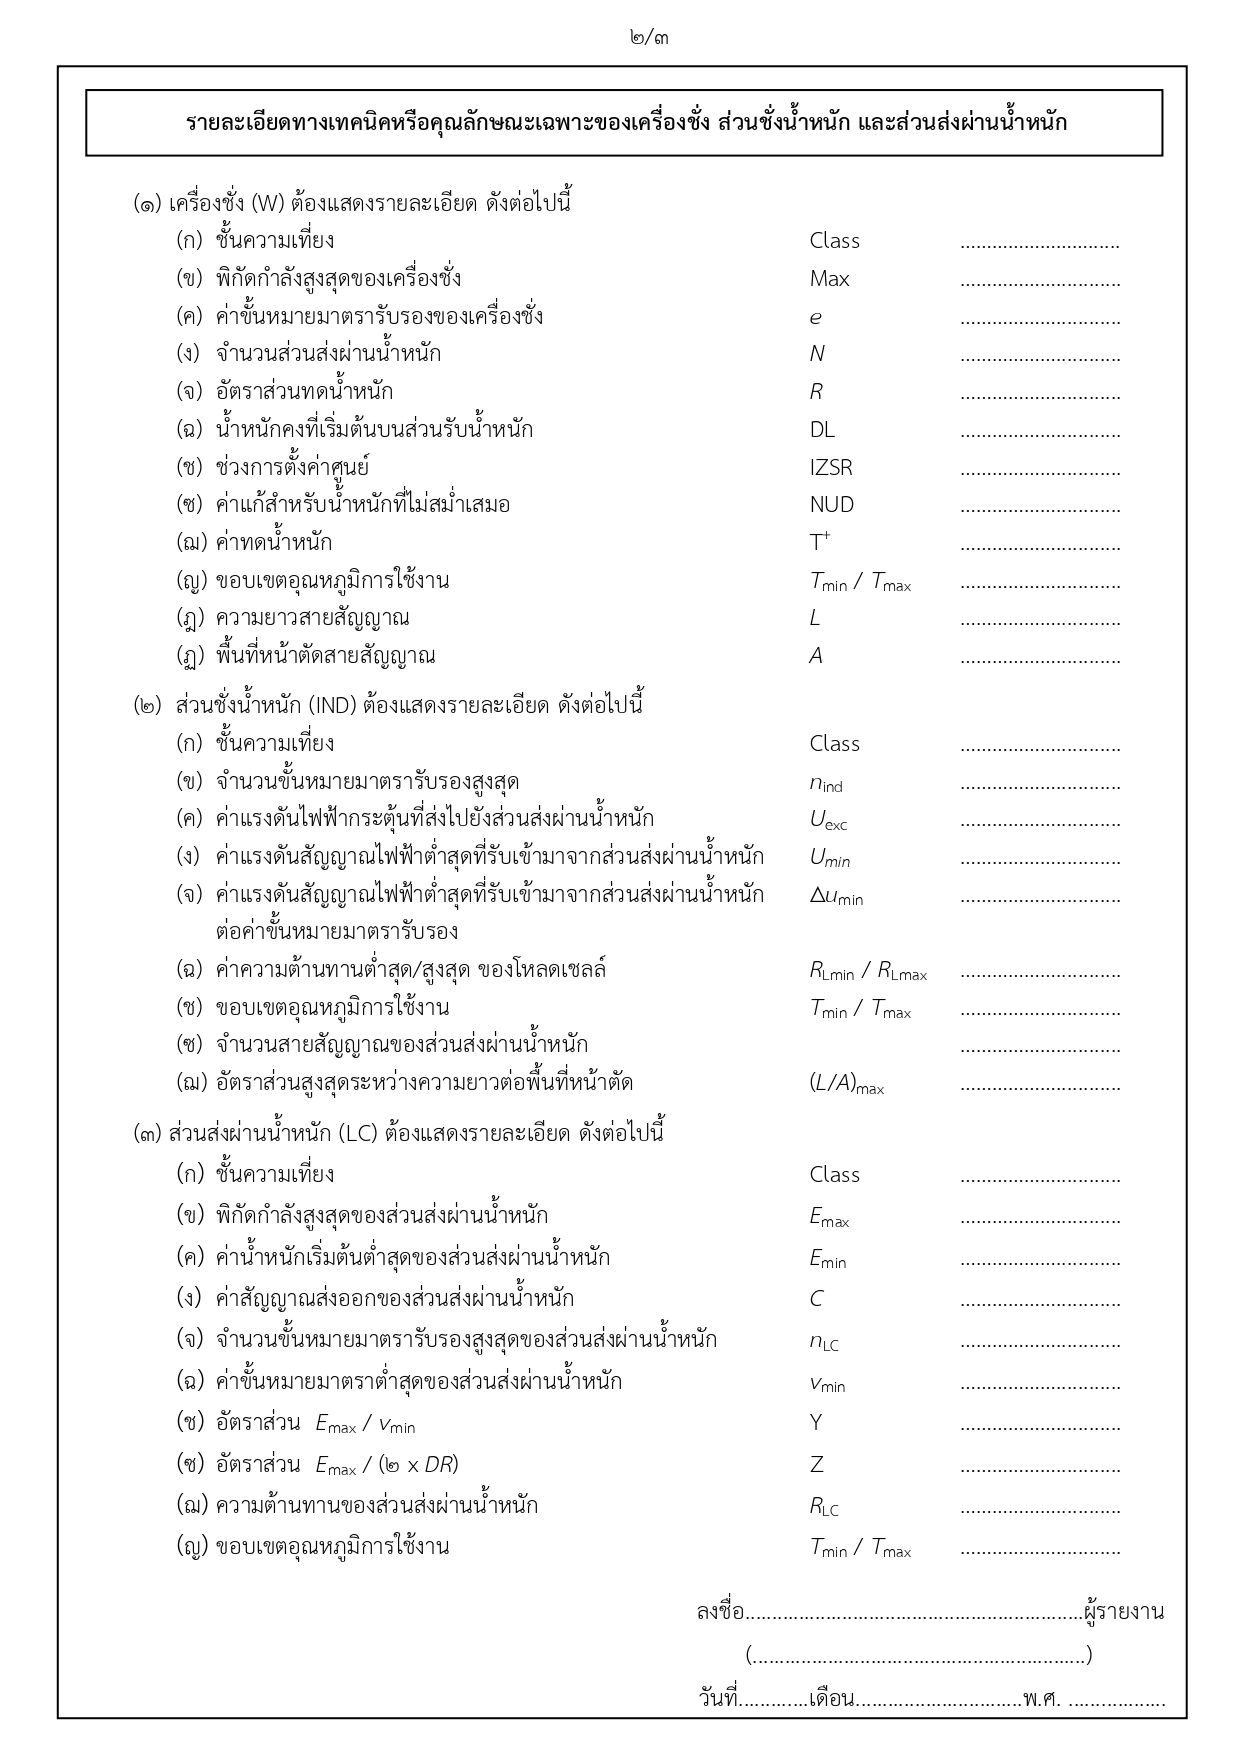 ๒/๓
รายละเอียดทางเทคนิคหรือคุณลักษณะเฉพาะของเครื่องชั่ง ส่วนชั่งน้ำหนัก และส่วนส่งผ่านน้ำหนัก
(๑) เครื่องชั่ง (W) ต้องแสดงรายละเอียด ดังต่อไปนี้
(ก) ชั้นความเที่ยง Class ..............................
(ข) พิกัดกำลังสูงสุดของเครื่องชั่ง Max ..............................
(ค) ค่าขั้นหมายมาตรารับรองของเครื่องชั่ง e ..............................
(ง) จำนวนส่วนส่งผ่านน้ำหนัก N ..............................
(จ) อัตราส่วนทดน้ำหนัก R ..............................
(ฉ) น้ำหนักคงที่เริ่มต้นบนส่วนรับน้ำหนัก DL ..............................
(ช) ช่วงการตั้งค่าศูนย์ IZSR ..............................
(ซ) ค่าแก้สำหรับน้ำหนักที่ไม่สม่ำเสมอ NUD ..............................
(ฌ) ค่าทดน้ำหนัก T⁺ ..............................
(ญ) ขอบเขตอุณหภูมิการใช้งาน Tmin / Tmax ..............................
(ฎ) ความยาวสายสัญญาณ L ..............................
(ฏ) พื้นที่หน้าตัดสายสัญญาณ A ..............................
(๒) ส่วนชั่งน้ำหนัก (IND) ต้องแสดงรายละเอียด ดังต่อไปนี้
(ก) ชั้นความเที่ยง Class ..............................
(ข) จำนวนขั้นหมายมาตรารับรองสูงสุด nind ..............................
(ค) ค่าแรงดันไฟฟ้ากระตุ้นที่ส่งไปยังส่วนส่งผ่านน้ำหนัก Uexc ..............................
(ง) ค่าแรงดันสัญญาณไฟฟ้าต่ำสุดที่รับเข้ามาจากส่วนส่งผ่านน้ำหนัก Umin ..............................
(จ) ค่าแรงดันสัญญาณไฟฟ้าต่ำสุดที่รับเข้ามาจากส่วนส่งผ่านน้ำหนัก Δumin ..............................
ต่อค่าขั้นหมายมาตรารับรอง
(ฉ) ค่าความต้านทานต่ำสุด/สูงสุด ของโหลดเซลล์ RLmin / RLmax ..............................
(ช) ขอบเขตอุณหภูมิการใช้งาน Tmin / Tmax ..............................
(ซ) จำนวนสายสัญญาณของส่วนส่งผ่านน้ำหนัก ..............................
(ฌ) อัตราส่วนสูงสุดระหว่างความยาวต่อพื้นที่หน้าตัด (L/A)max ..............................
(๓) ส่วนส่งผ่านน้ำหนัก (LC) ต้องแสดงรายละเอียด ดังต่อไปนี้
(ก) ชั้นความเที่ยง Class ..............................
(ข) พิกัดกำลังสูงสุดของส่วนส่งผ่านน้ำหนัก Emax ..............................
(ค) ค่าน้ำหนักเริ่มต้นต่ำสุดของส่วนส่งผ่านน้ำหนัก Emin ..............................
(ง) ค่าสัญญาณส่งออกของส่วนส่งผ่านน้ำหนัก C ..............................
(จ) จำนวนขั้นหมายมาตรารับรองสูงสุดของส่วนส่งผ่านน้ำหนัก nLC ..............................
(ฉ) ค่าขั้นหมายมาตราต่ำสุดของส่วนส่งผ่านน้ำหนัก vmin ..............................
(ช) อัตราส่วน Emax / vmin Y ..............................
(ซ) อัตราส่วน Emax / (๒ x DR) Z ..............................
(ฌ) ความต้านทานของส่วนส่งผ่านน้ำหนัก RLC ..............................
(ญ) ขอบเขตอุณหภูมิการใช้งาน Tmin / Tmax ..............................
ลงชื่อ...............................................................ผู้รายงาน
(..............................................................)
วันที่.............เดือน...............................พ.ศ. ..................